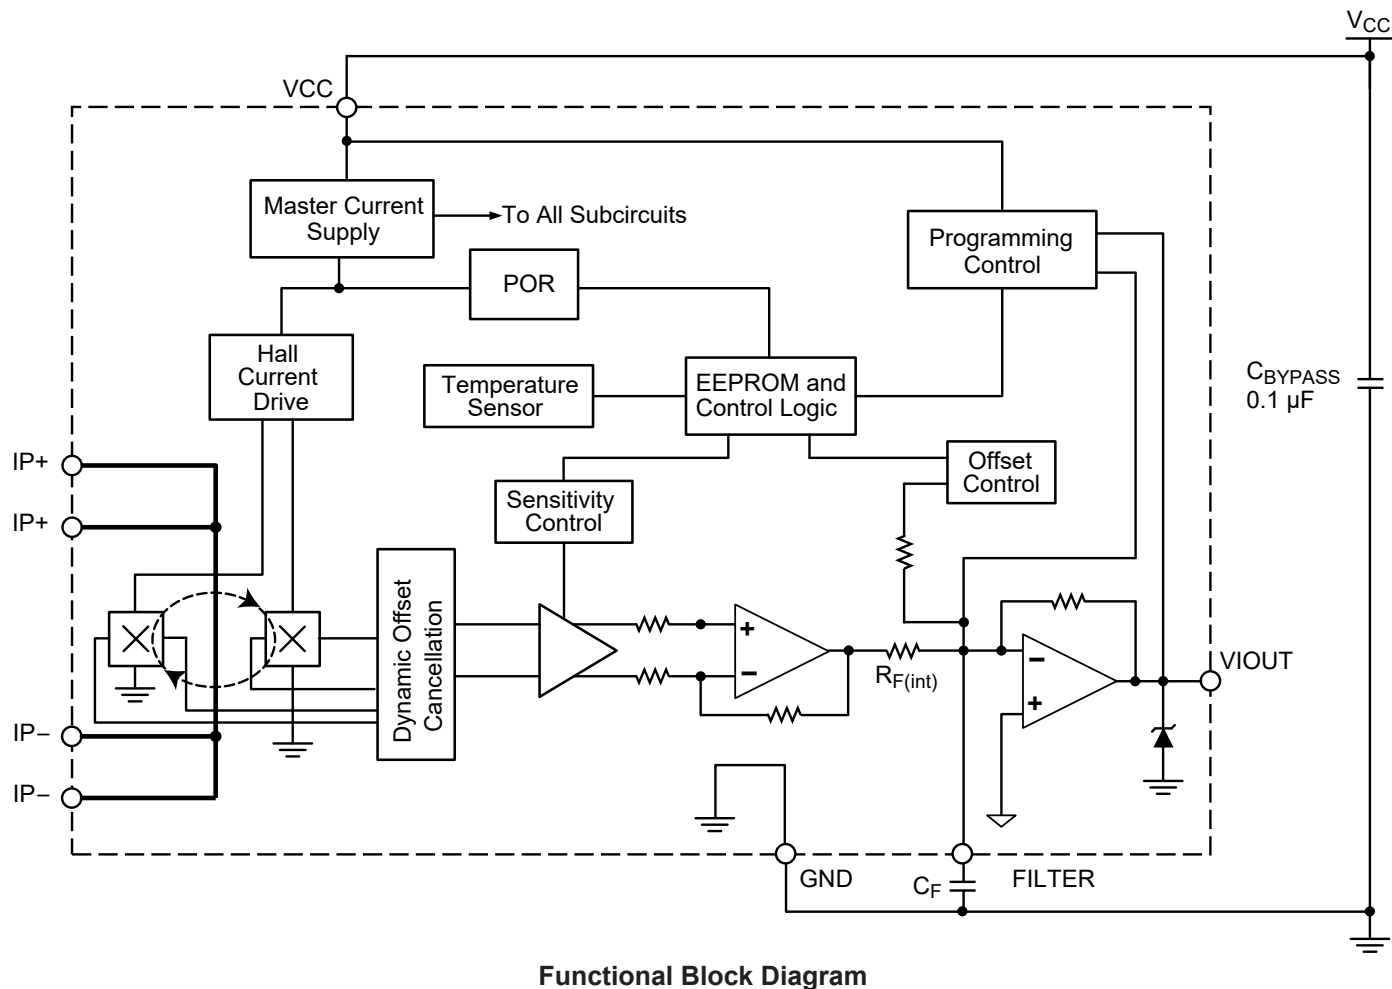 VCC
VCC
Master Current
Supply
To All Subcircuits
Programming
Control
POR
Hall
Current
Drive
Temperature
Sensor
EEPROM and
Control Logic
CBYPASS
0.1 µF
IP+
IP+
Sensitivity
Control
Offset
Control
Dynamic Offset
Cancellation
+
−
RF(int)
−
+
VIOUT
IP−
IP−
GND
CF
FILTER
Functional Block Diagram